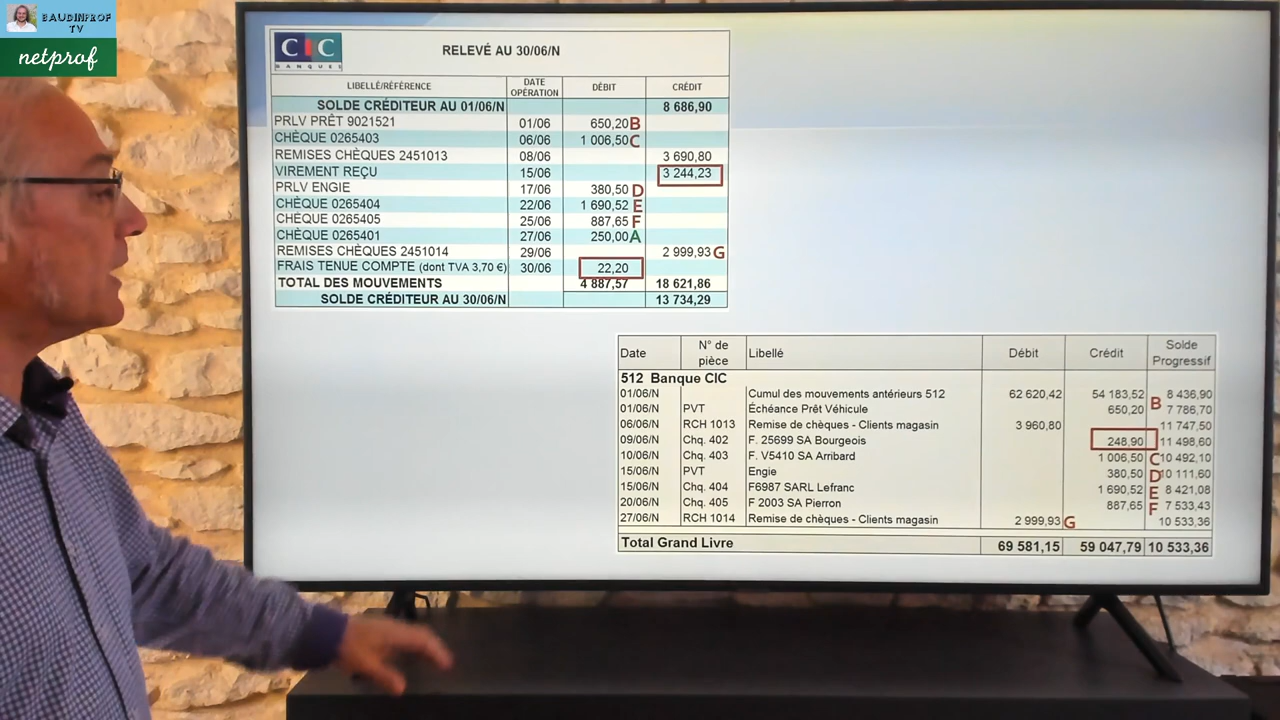 BAUDINPROF
TV
netprof
CIC
BANQUES
RELEVÉ AU 30/06/N
LIBELLÉ/RÉFÉRENCE DATE OPÉRATION DÉBIT CRÉDIT
SOLDE CRÉDITEUR AU 01/06/N 8 686,90
PRLV PRÊT 9021521 01/06 650,20 B
CHÈQUE 0265403 06/06 1 006,50 C
REMISES CHÈQUES 2451013 08/06 3 690,80
VIREMENT REÇU 15/06 3 244,23
PRLV ENGIE 17/06 380,50 D
CHÈQUE 0265404 22/06 1 690,52 E
CHÈQUE 0265405 25/06 887,65 F
CHÈQUE 0265401 27/06 250,00 A
REMISES CHÈQUES 2451014 29/06 2 999,93 G
FRAIS TENUE COMPTE (dont TVA 3,70 €) 30/06 22,20
TOTAL DES MOUVEMENTS 4 887,57 18 621,86
SOLDE CRÉDITEUR AU 30/06/N 13 734,29
Date N° de pièce Libellé Débit Crédit Solde Progressif
512 Banque CIC
01/06/N Cumul des mouvements antérieurs 512 62 620,42 54 183,52 8 436,90
01/06/N PVT Échéance Prêt Véhicule 650,20 B 7 786,70
06/06/N RCH 1013 Remise de chèques - Clients magasin 3 960,80 11 747,50
09/06/N Chq. 402 F. 25699 SA Bourgeois 248,90 11 498,60
10/06/N Chq. 403 F. V5410 SA Arribard 1 006,50 C 10 492,10
15/06/N PVT Engie 380,50 D 10 111,60
15/06/N Chq. 404 F6987 SARL Lefranc 1 690,52 E 8 421,08
20/06/N Chq. 405 F 2003 SA Pierron 887,65 F 7 533,43
27/06/N RCH 1014 Remise de chèques - Clients magasin 2 999,93 G 10 533,36
Total Grand Livre 69 581,15 59 047,79 10 533,36